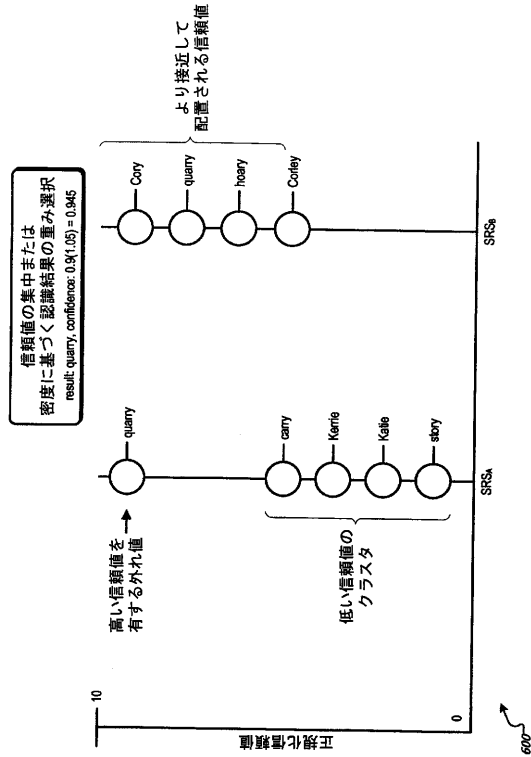 信頼値の集中または
密度に基づく認識結果の重み選択
result: quarry, confidence: 0.9(1.05) = 0.945
正規化信頼値
10
0
高い信頼値を
有する外れ値
quarry
低い信頼値の
クラスタ
carry
Kerrie
Katie
story
SRSA
Cory
quarry
hoary
Corley
より接近して
配置される信頼値
SRSB
600